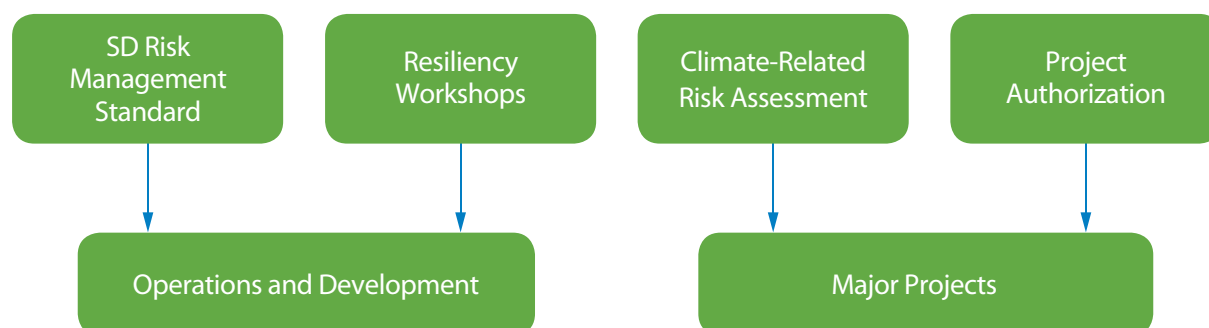 SD Risk
Management
Standard
Resiliency
Workshops
Climate-Related
Risk Assessment
Project
Authorization
Operations and Development
Major Projects